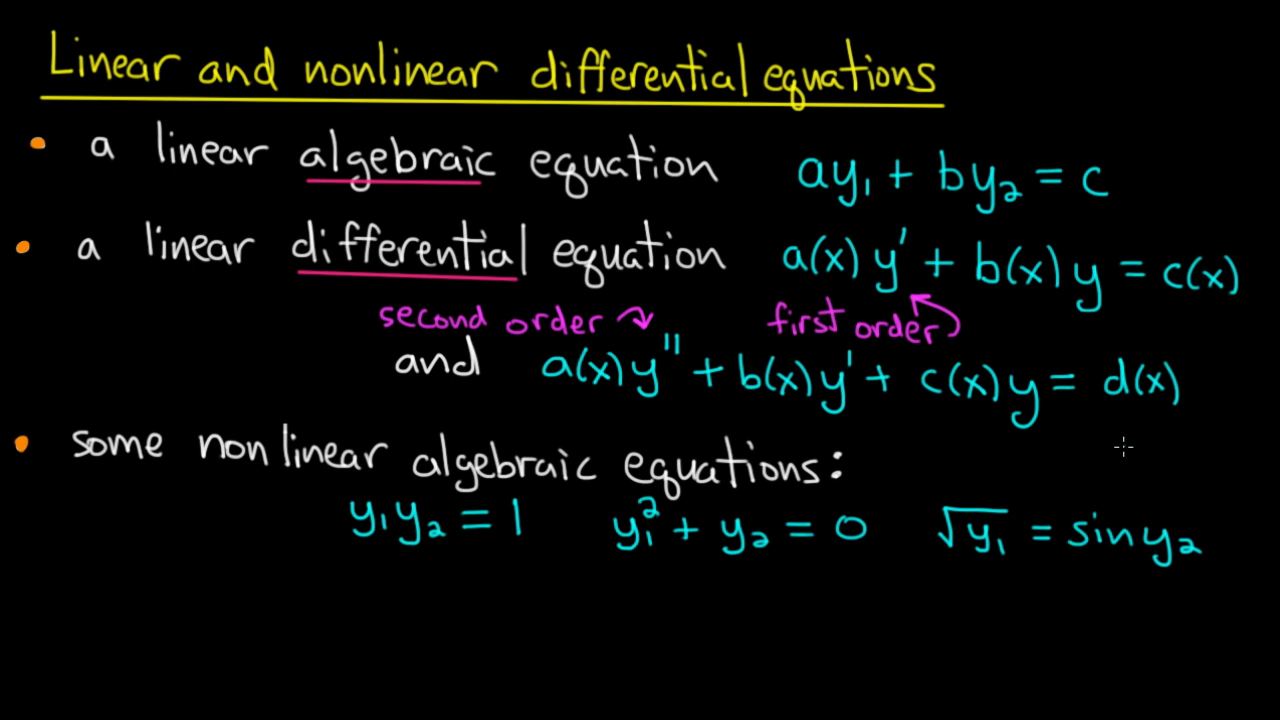 Linear and nonlinear differential equations
• a linear algebraic equation ay₁ + by₂ = c
• a linear differential equation a(x) y' + b(x) y = c(x)
second order first order
and a(x) y'' + b(x) y' + c(x) y = d(x)
• some nonlinear algebraic equations:
y₁y₂ = 1 y₁² + y₂ = 0 √y₁ = sin y₂